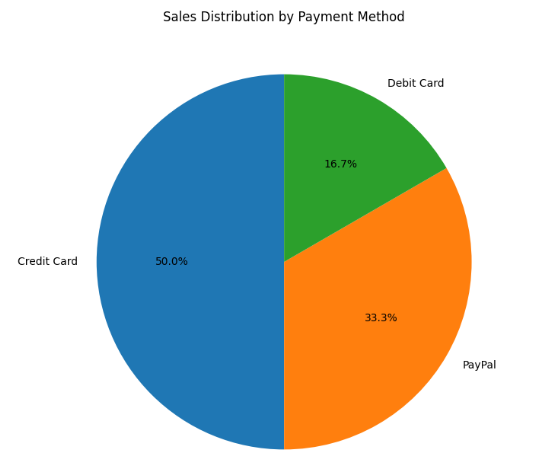 Sales Distribution by Payment Method
Debit Card
16.7%
Credit Card
50.0%
33.3%
PayPal